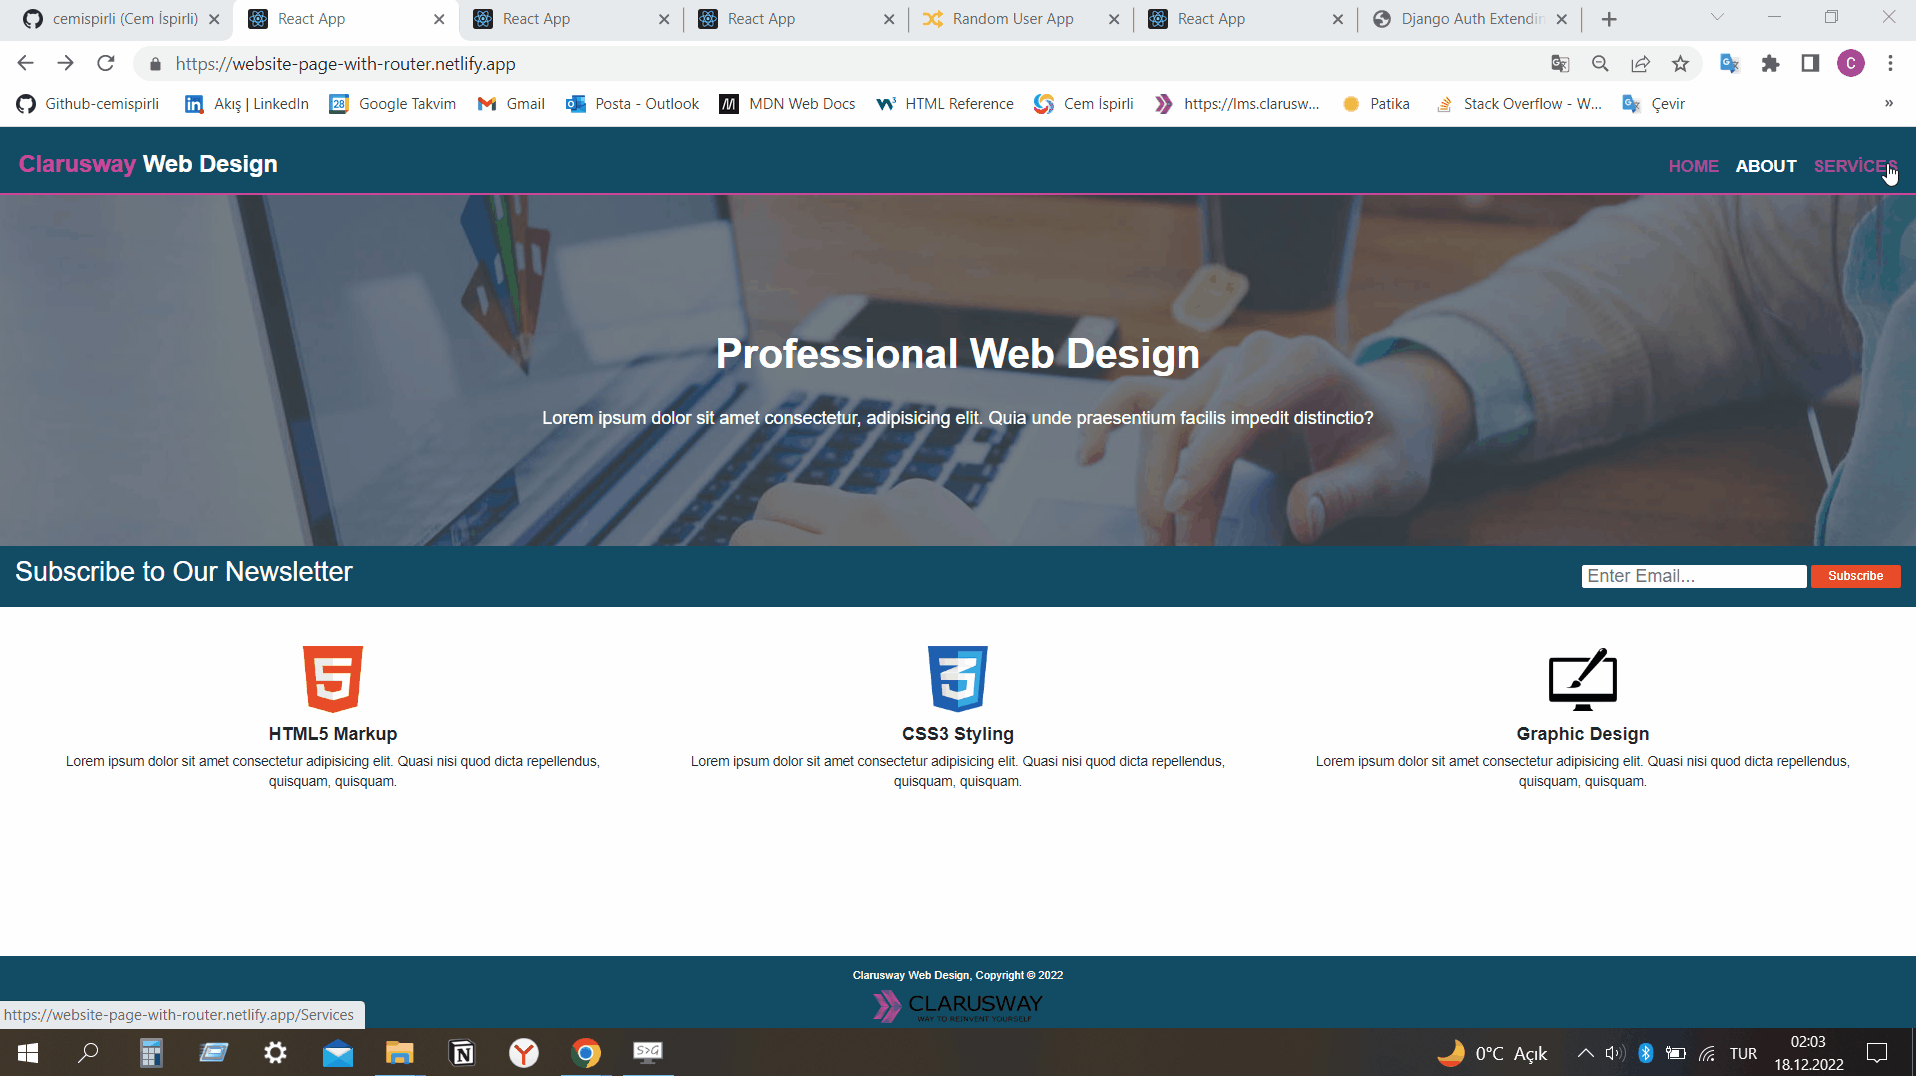 cemispirli (Cem İspirli)
React App
React App
React App
Random User App
React App
Django Auth Extendin
https://website-page-with-router.netlify.app
C
Github-cemispirli
Akış | LinkedIn
28
Google Takvim
Gmail
Posta - Outlook
MDN Web Docs
HTML Reference
Cem İspirli
https://lms.clarusw...
Patika
Stack Overflow - W...
Çevir
»
Clarusway Web Design
HOME
ABOUT
SERVİCES
Professional Web Design
Lorem ipsum dolor sit amet consectetur, adipisicing elit. Quia unde praesentium facilis impedit distinctio?
Subscribe to Our Newsletter
Enter Email...
Subscribe
HTML5 Markup
Lorem ipsum dolor sit amet consectetur adipisicing elit. Quasi nisi quod dicta repellendus,
quisquam, quisquam.
CSS3 Styling
Lorem ipsum dolor sit amet consectetur adipisicing elit. Quasi nisi quod dicta repellendus,
quisquam, quisquam.
Graphic Design
Lorem ipsum dolor sit amet consectetur adipisicing elit. Quasi nisi quod dicta repellendus,
quisquam, quisquam.
Clarusway Web Design, Copyright © 2022
CLARUSWAY
WAY TO REINVENT YOURSELF
https://website-page-with-router.netlify.app/Services
S>G
0°C Açık
TUR
02:03
18.12.2022